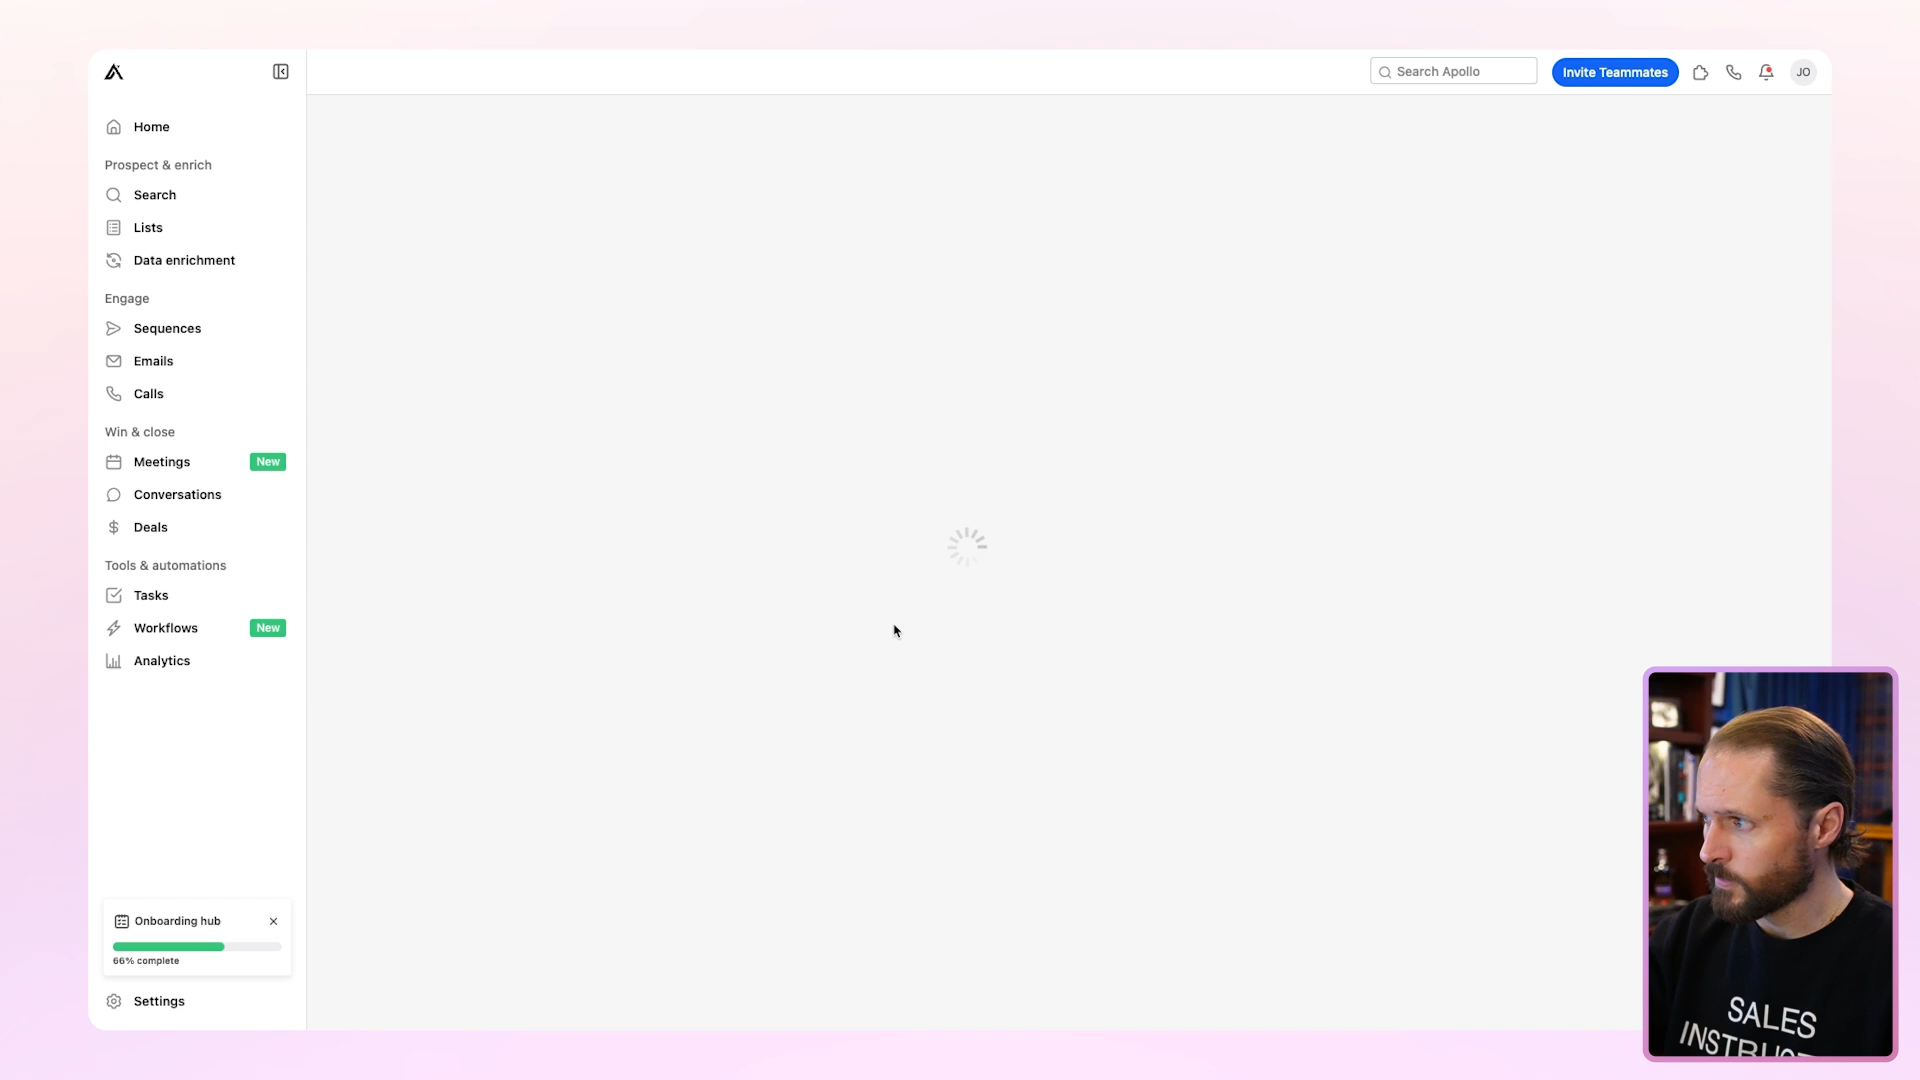 Search Apollo
Invite Teammates
JO
Home
Prospect & enrich
Search
Lists
Data enrichment
Engage
Sequences
Emails
Calls
Win & close
Meetings New
Conversations
Deals
Tools & automations
Tasks
Workflows New
Analytics
Onboarding hub
66% complete
Settings
SALES